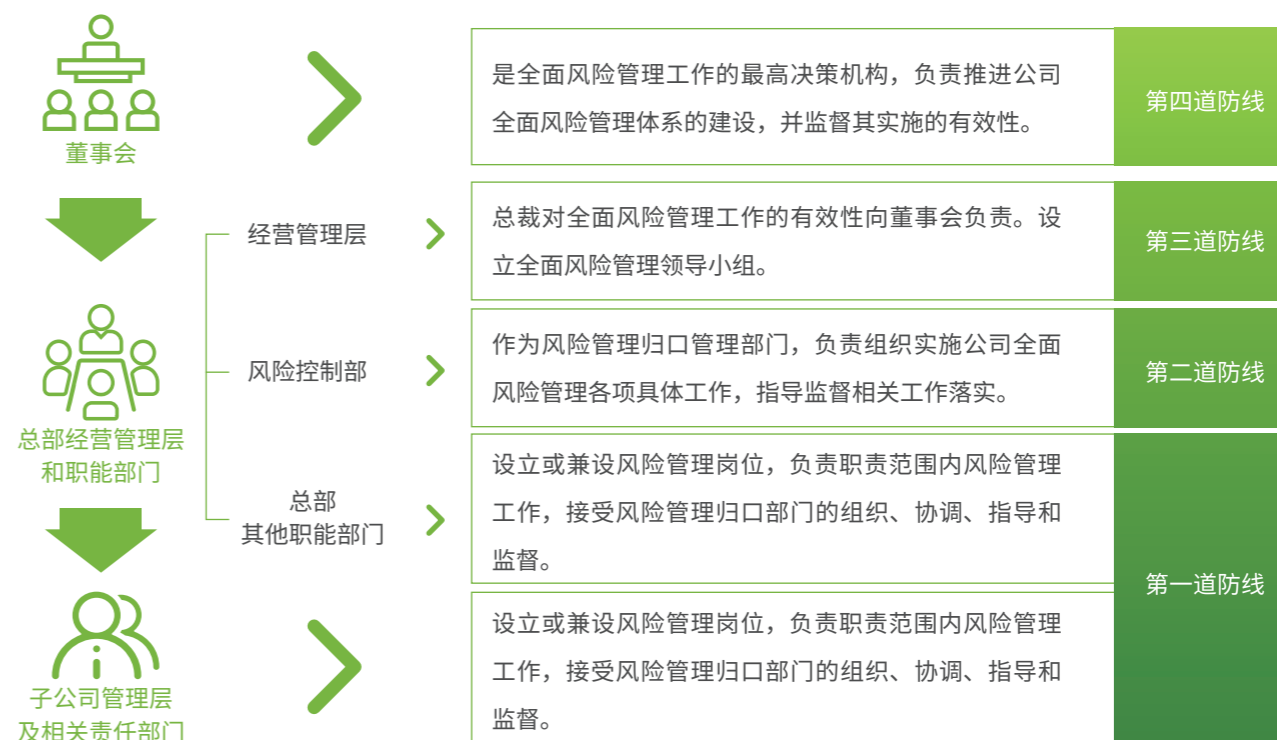 董事会
是全面风险管理工作的最高决策机构，负责推进公司
全面风险管理体系的建设，并监督其实施的有效性。
第四道防线
经营管理层
总裁对全面风险管理工作的有效性向董事会负责。设
立全面风险管理领导小组。
第三道防线
总部经营管理层
和职能部门
风险控制部
作为风险管理归口管理部门，负责组织实施公司全面
风险管理各项具体工作，指导监督相关工作落实。
第二道防线
总部
其他职能部门
设立或兼设风险管理岗位，负责职责范围内风险管理
工作，接受风险管理归口部门的组织、协调、指导和
监督。
第一道防线
子公司管理层
及相关责任部门
设立或兼设风险管理岗位，负责职责范围内风险管理
工作，接受风险管理归口部门的组织、协调、指导和
监督。